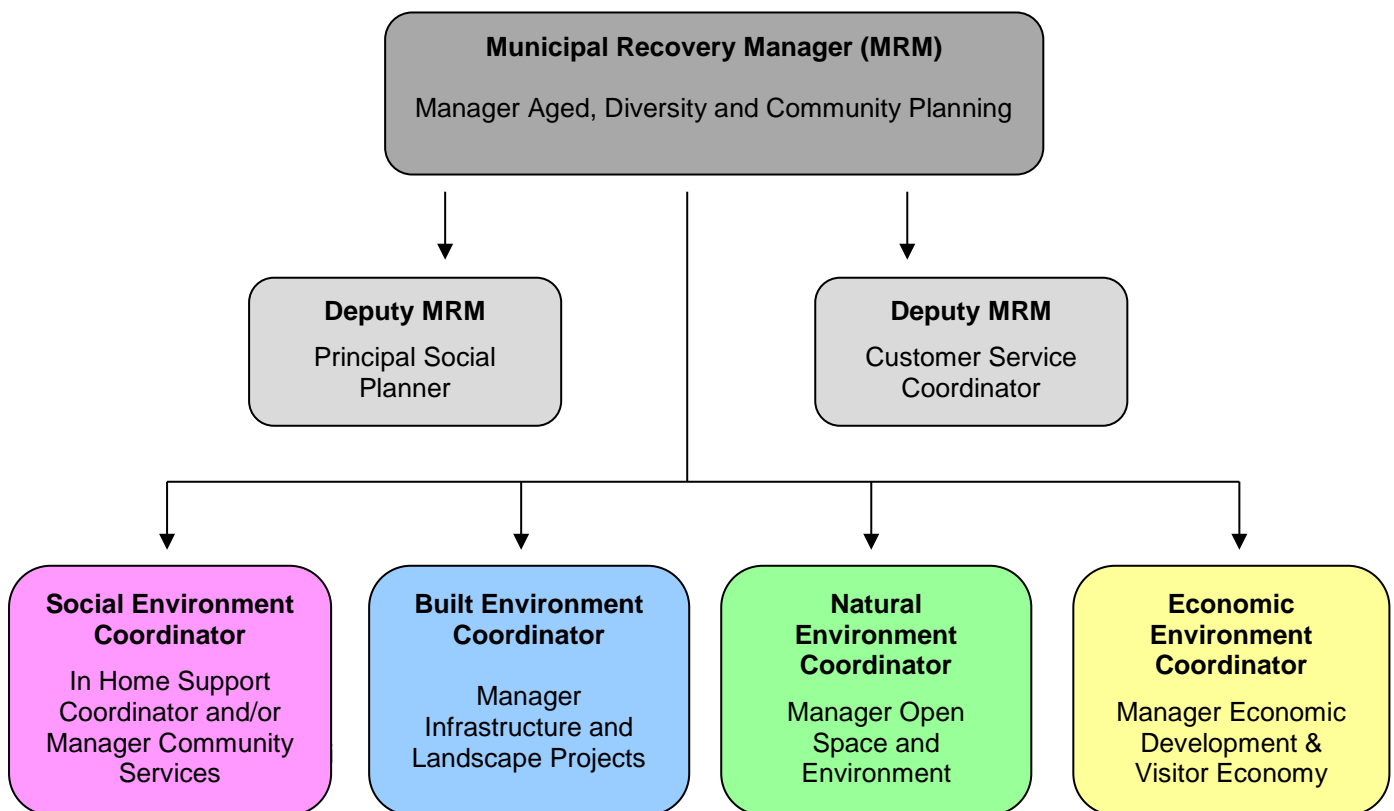 Municipal Recovery Manager (MRM)
Manager Aged, Diversity and Community Planning
Deputy MRM
Principal Social
Planner
Deputy MRM
Customer Service
Coordinator
Social Environment
Coordinator
In Home Support
Coordinator and/or
Manager Community
Services
Built Environment
Coordinator
Manager
Infrastructure and
Landscape Projects
Natural
Environment
Coordinator
Manager Open
Space and
Environment
Economic
Environment
Coordinator
Manager Economic
Development &
Visitor Economy